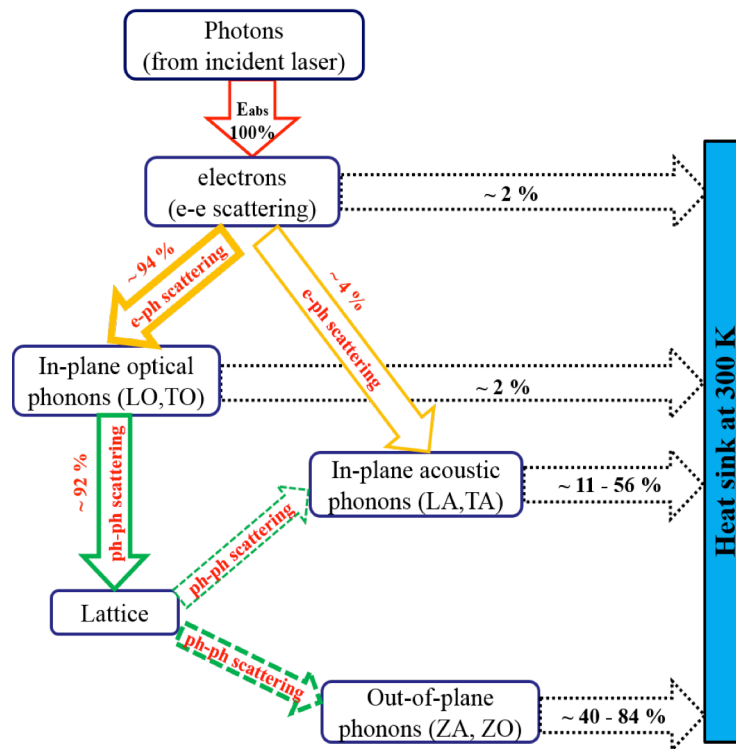 Photons
(from incident laser)
Eabs
100%
electrons
(e-e scattering)
~ 2 %
~ 94 %
e-ph scattering
~ 4 %
e-ph scattering
In-plane optical
phonons (LO,TO)
~ 2 %
~ 92 %
ph-ph scattering
In-plane acoustic
phonons (LA,TA)
~ 11 - 56 %
ph-ph scattering
Lattice
ph-ph scattering
Out-of-plane
phonons (ZA, ZO)
~ 40 - 84 %
Heat sink at 300 K